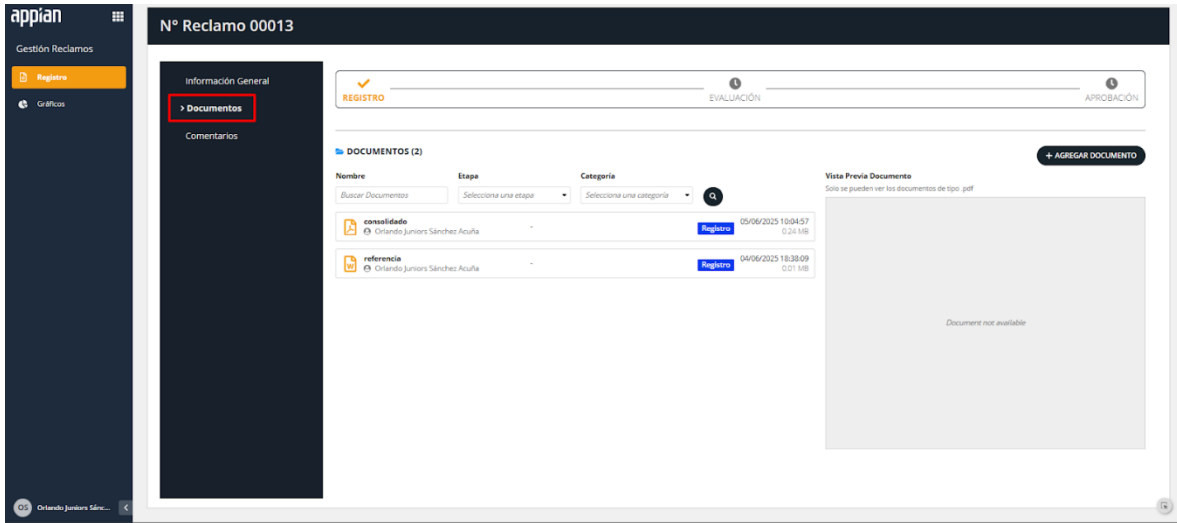 appian
Gestión Reclamos
Registro
Gráficos
Orlando Juniors Sánc...
OS
N° Reclamo 00013
Información General
> Documentos
Comentarios
REGISTRO
EVALUACIÓN
APROBACIÓN
DOCUMENTOS (2)
+ AGREGAR DOCUMENTO
Nombre
Etapa
Categoría
Buscar Documentos
Selecciona una etapa
Selecciona una categoría
consolidado
Orlando Juniors Sánchez Acuña
-
Registro
05/06/2025 10:04:57
0.24 MB
referencia
Orlando Juniors Sánchez Acuña
-
Registro
04/06/2025 18:38:09
0.01 MB
Vista Previa Documento
Solo se pueden ver los documentos de tipo .pdf
Document not available